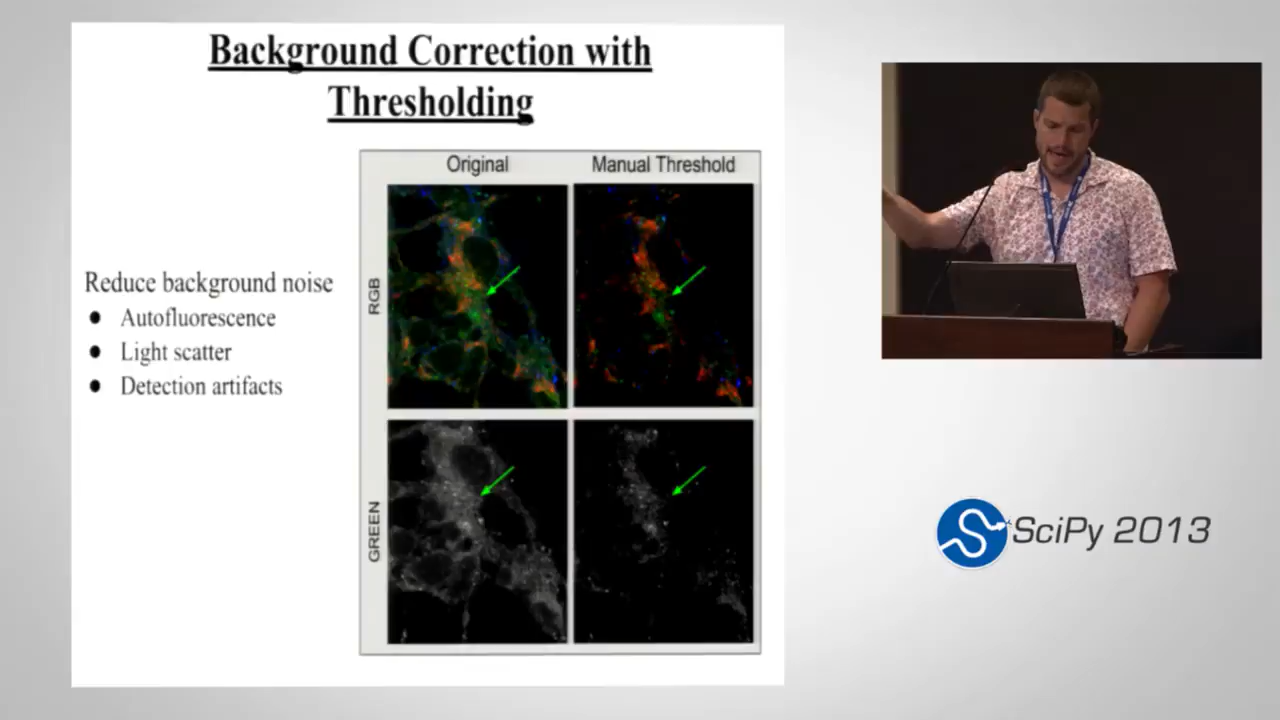 Background Correction with
Thresholding
Original
Manual Threshold
RGB
Reduce background noise
● Autofluorescence
● Light scatter
● Detection artifacts
GREEN
SciPy 2013